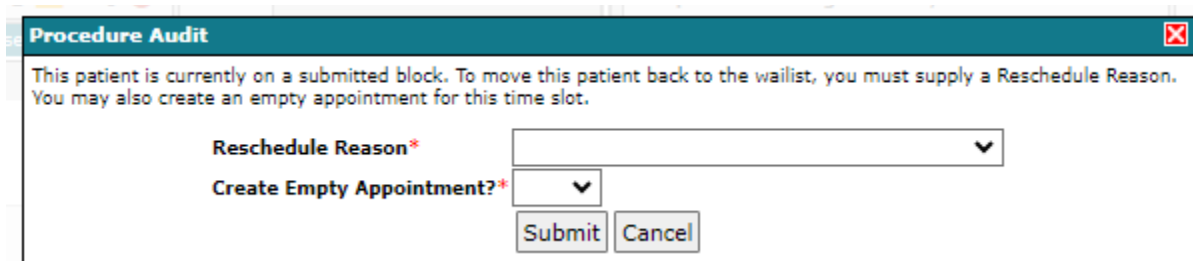 Procedure Audit
This patient is currently on a submitted block. To move this patient back to the wailist, you must supply a Reschedule Reason.
You may also create an empty appointment for this time slot.
Reschedule Reason*
Create Empty Appointment?*
Submit Cancel